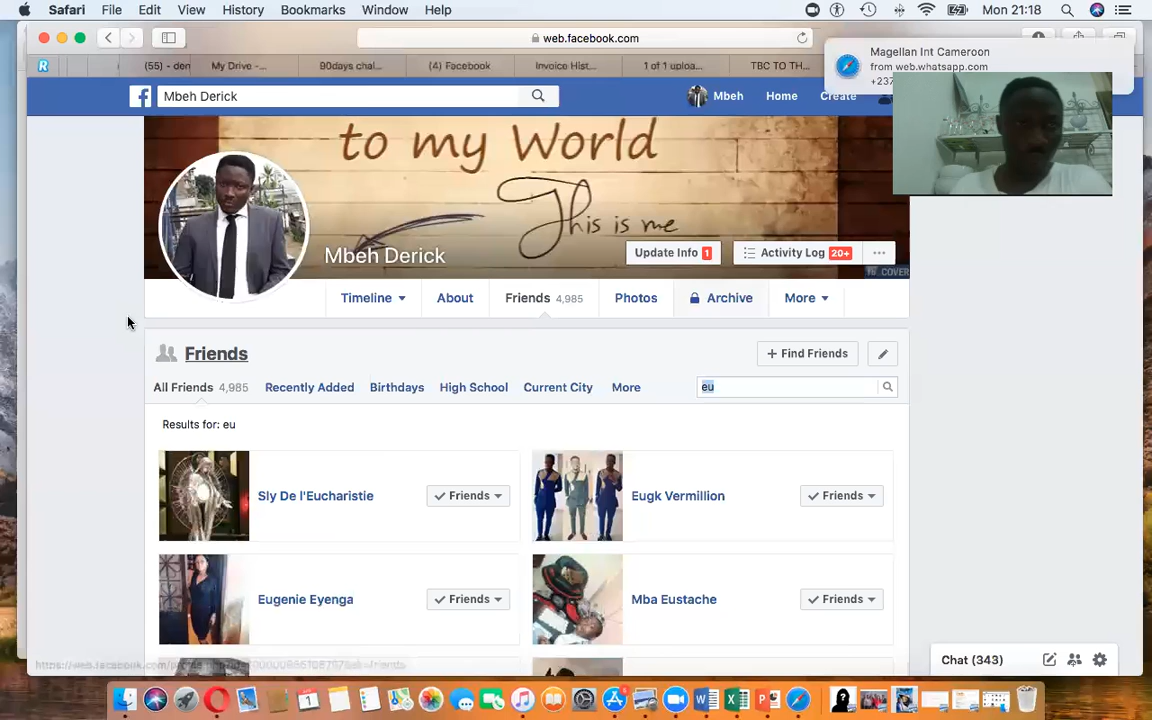 Safari File Edit View History Bookmarks Window Help Mon 21:18
web.facebook.com
Magellan Int Cameroon
from web.whatsapp.com
+237
(55) - den My Drive -... 90days chal... (4) Facebook Invoice Hist... 1 of 1 uploa... TBC TO TH...
Mbeh Derick Mbeh Home Create
to my World
This is me
Mbeh Derick Update Info 1 Activity Log 20+ ...
COVER
Timeline About Friends 4,985 Photos Archive More
Friends + Find Friends
All Friends 4,985 Recently Added Birthdays High School Current City More eu
Results for: eu
Sly De l'Eucharistie Friends Eugk Vermillion Friends
Eugenie Eyenga Friends Mba Eustache Friends
Chat (343)